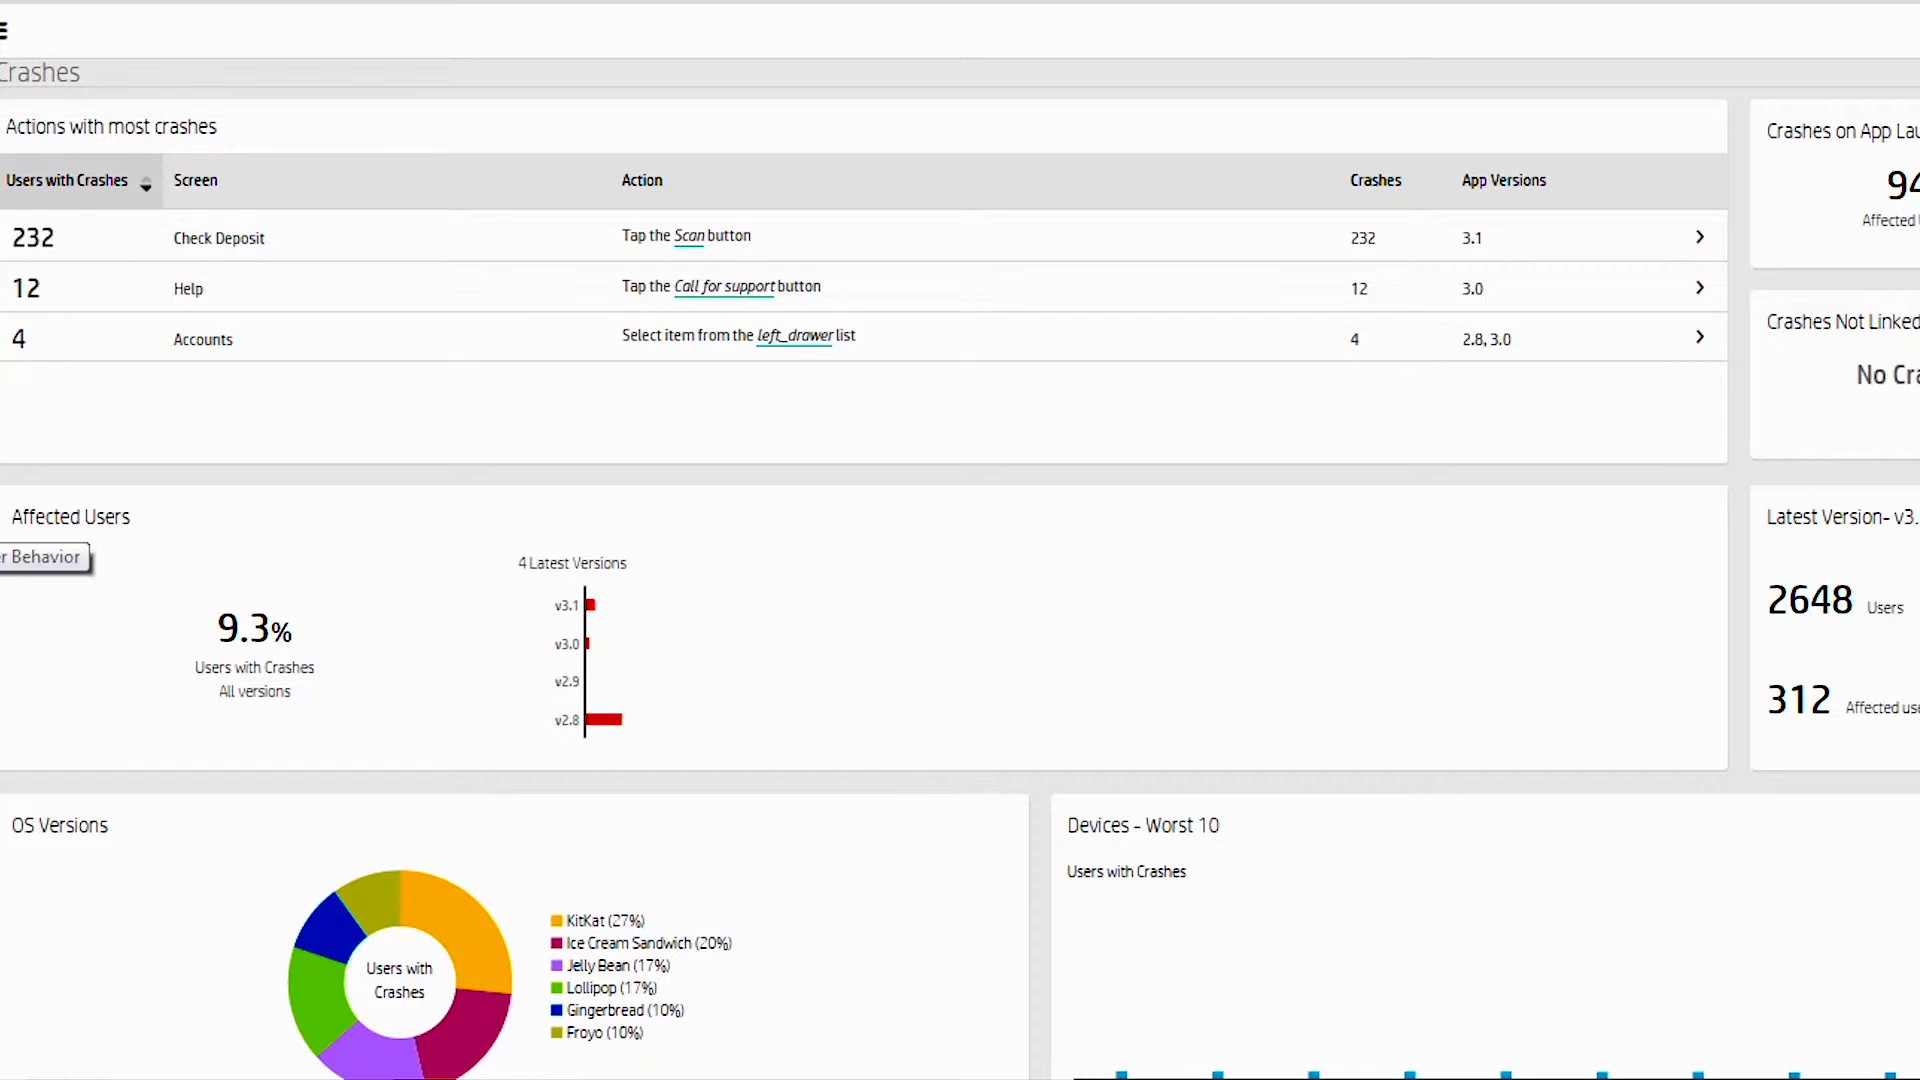 Crashes
Actions with most crashes
Users with Crashes Screen Action Crashes App Versions
232 Check Deposit Tap the Scan button 232 3.1
12 Help Tap the Call for support button 12 3.0
4 Accounts Select item from the left_drawer list 4 2.8, 3.0
Crashes on App
94
Affected
Crashes Not Linked
No
Affected Users
Behavior
9.3%
Users with Crashes
All versions
4 Latest Versions
v3.1
v3.0
v2.9
v2.8
Latest Version- v3.
2648 Users
312 Affected
OS Versions
Users with
Crashes
KitKat (27%)
Ice Cream Sandwich (20%)
Jelly Bean (17%)
Lollipop (17%)
Gingerbread (10%)
Froyo (10%)
Devices - Worst 10
Users with Crashes